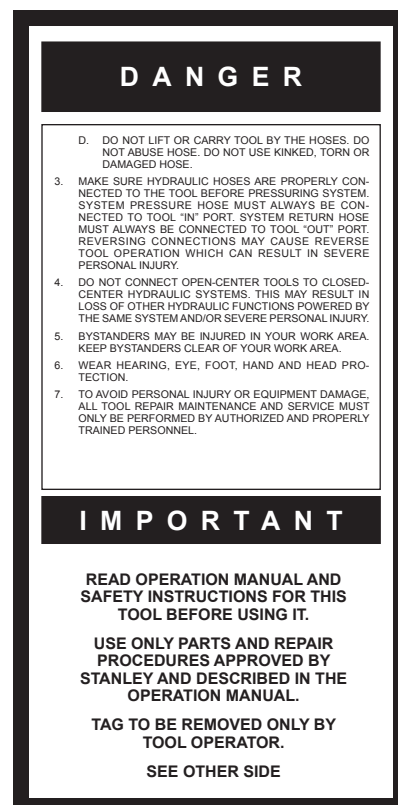 DANGER
D. DO NOT LIFT OR CARRY TOOL BY THE HOSES. DO
NOT ABUSE HOSE. DO NOT USE KINKED, TORN OR
DAMAGED HOSE.
3. MAKE SURE HYDRAULIC HOSES ARE PROPERLY CON-
NECTED TO THE TOOL BEFORE PRESSURING SYSTEM.
SYSTEM PRESSURE HOSE MUST ALWAYS BE CON-
NECTED TO TOOL “IN” PORT. SYSTEM RETURN HOSE
MUST ALWAYS BE CONNECTED TO TOOL “OUT” PORT.
REVERSING CONNECTIONS MAY CAUSE REVERSE
TOOL OPERATION WHICH CAN RESULT IN SEVERE
PERSONAL INJURY.
4. DO NOT CONNECT OPEN-CENTER TOOLS TO CLOSED-
CENTER HYDRAULIC SYSTEMS. THIS MAY RESULT IN
LOSS OF OTHER HYDRAULIC FUNCTIONS POWERED BY
THE SAME SYSTEM AND/OR SEVERE PERSONAL INJURY.
5. BYSTANDERS MAY BE INJURED IN YOUR WORK AREA.
KEEP BYSTANDERS CLEAR OF YOUR WORK AREA.
6. WEAR HEARING, EYE, FOOT, HAND AND HEAD PRO-
TECTION.
7. TO AVOID PERSONAL INJURY OR EQUIPMENT DAMAGE,
ALL TOOL REPAIR MAINTENANCE AND SERVICE MUST
ONLY BE PERFORMED BY AUTHORIZED AND PROPERLY
TRAINED PERSONNEL.
IMPORTANT
READ OPERATION MANUAL AND
SAFETY INSTRUCTIONS FOR THIS
TOOL BEFORE USING IT.
USE ONLY PARTS AND REPAIR
PROCEDURES APPROVED BY
STANLEY AND DESCRIBED IN THE
OPERATION MANUAL.
TAG TO BE REMOVED ONLY BY
TOOL OPERATOR.
SEE OTHER SIDE